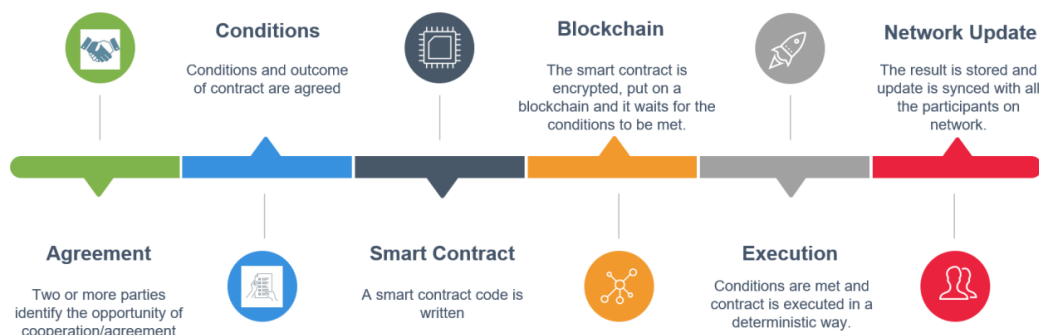 Agreement
Two or more parties
identify the opportunity of
cooperation/agreement
Conditions
Conditions and outcome
of contract are agreed
Smart Contract
A smart contract code is
written
Blockchain
The smart contract is
encrypted, put on a
blockchain and it waits for the
conditions to be met.
Execution
Conditions are met and
contract is executed in a
deterministic way.
Network Update
The result is stored and
update is synced with all
the participants on
network.